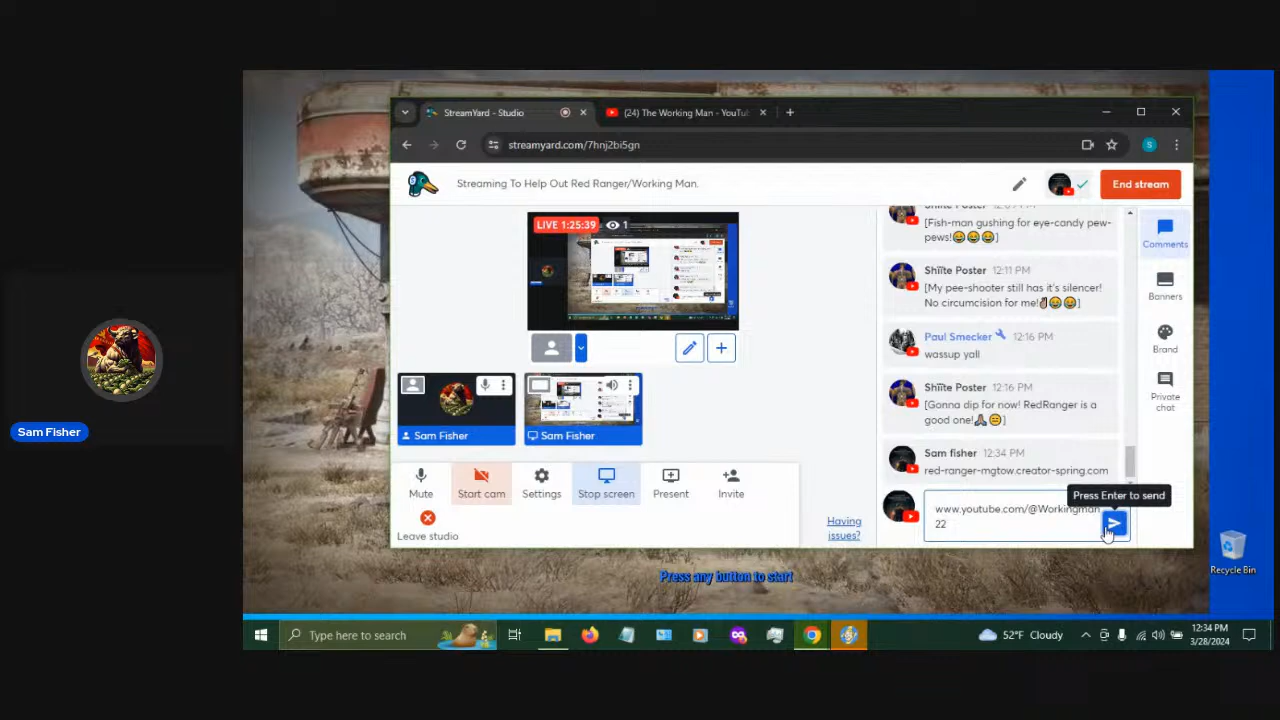 StreamYard - Studio
(24) The Working Man - YouTu
streamyard.com/7hnj2bi5gn
Streaming To Help Out Red Ranger/Working Man.
End stream
LIVE 1:25:39
1
[Fish-man gushing for eye-candy pew-
pews!😂😂😂]
Shiīte Poster 12:11 PM
[My pee-shooter still has it's silencer!
No circumcision for me!
Paul Smecker 12:16 PM
wassup yall
Shiīte Poster 12:16 PM
[Gonna dip for now! RedRanger is a
good one!
Sam fisher 12:34 PM
red-ranger-mgtow.creator-spring.com
Press Enter to send
www.youtube.com/@Workingman
22
Comments
Banners
Brand
Private
chat
Sam Fisher
Sam Fisher
Mute
Start cam
Settings
Stop screen
Present
Invite
Leave studio
Having
issues?
Sam Fisher
Press any button to start
Recycle Bin
Type here to search
52°F Cloudy
12:34 PM
3/28/2024